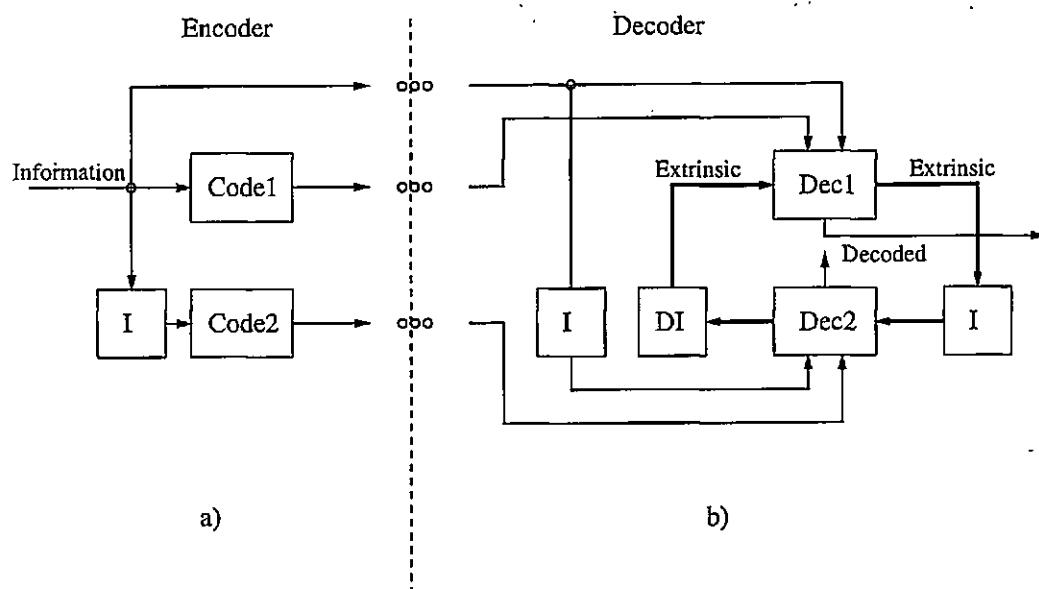 Encoder
Decoder
Information
Code1
Extrinsic
Dec1
Extrinsic
Decoded
I
Code2
I
DI
Dec2
I
a)
b)